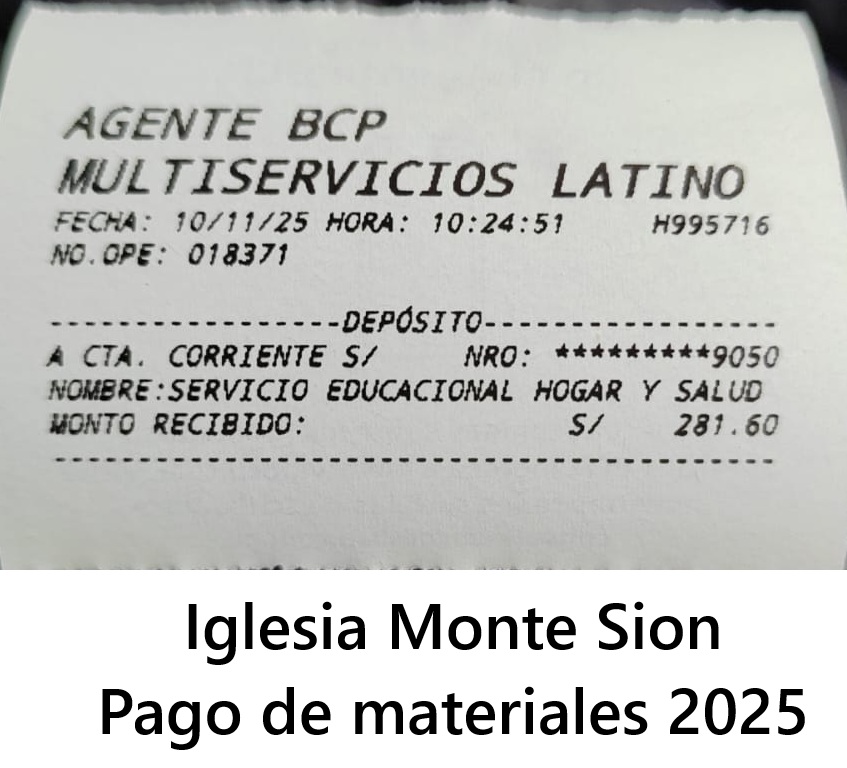 AGENTE BCP
MULTISERVICIOS LATINO
FECHA: 10/11/25 HORA: 10:24:51 H995716
NO.OPE: 018371
-----------------DEPÓSITO-----------------
A CTA. CORRIENTE S/ NRO: *********9050
NOMBRE:SERVICIO EDUCACIONAL HOGAR Y SALUD
MONTO RECIBIDO: S/ 281.60
------------------------------------------
Iglesia Monte Sion
Pago de materiales 2025